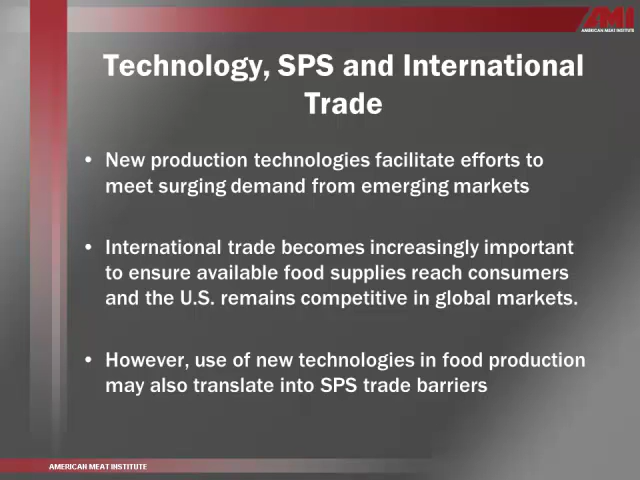 AMI
AMERICAN MEAT INSTITUTE
Technology, SPS and International
Trade
• New production technologies facilitate efforts to
meet surging demand from emerging markets
• International trade becomes increasingly important
to ensure available food supplies reach consumers
and the U.S. remains competitive in global markets.
• However, use of new technologies in food production
may also translate into SPS trade barriers
AMERICAN MEAT INSTITUTE